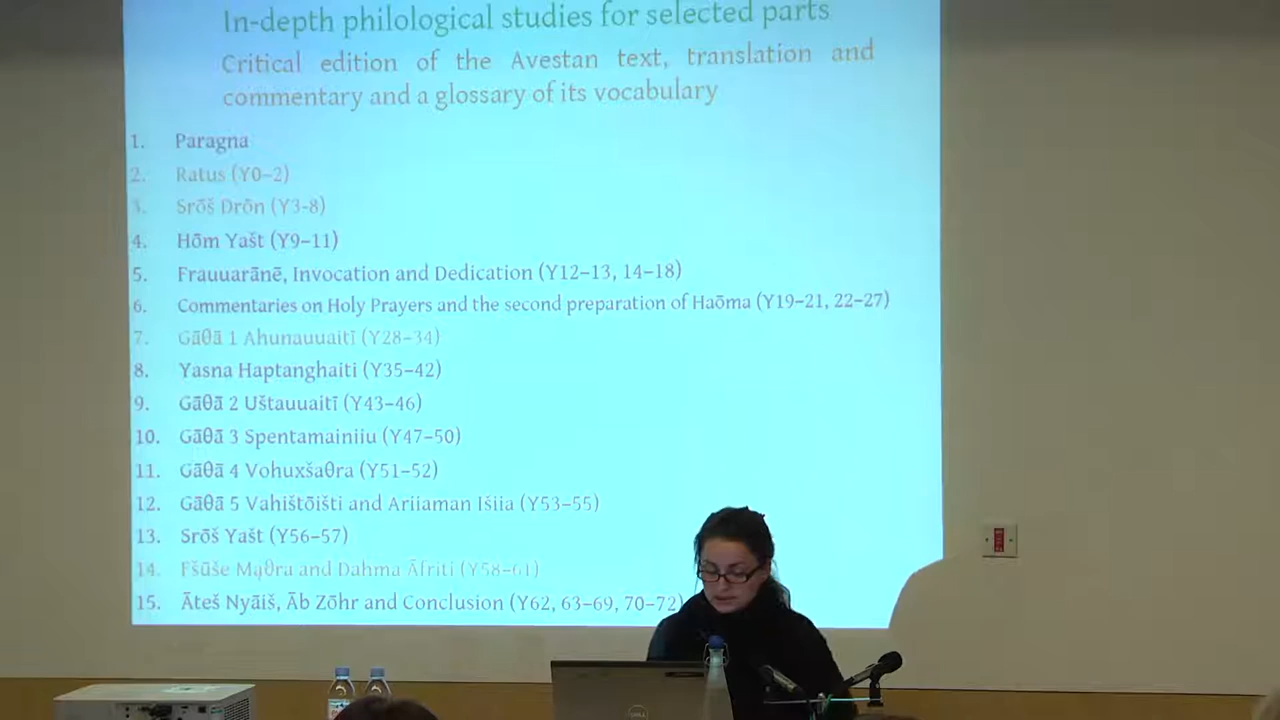 In-depth philological studies for selected parts
Critical edition of the Avestan text, translation and
commentary and a glossary of its vocabulary
1. Paragna
2. Ratus (Y0–2)
3. Srōš Drōn (Y3-8)
4. Hōm Yašt (Y9–11)
5. Frauuarānē, Invocation and Dedication (Y12–13, 14–18)
6. Commentaries on Holy Prayers and the second preparation of Haōma (Y19–21, 22–27)
7. Gāθā 1 Ahunauuaitī (Y28–34)
8. Yasna Haptanghaiti (Y35–42)
9. Gāθā 2 Uštauuaitī (Y43–46)
10. Gāθā 3 Spentamainiiu (Y47–50)
11. Gāθā 4 Vohuxšaθra (Y51–52)
12. Gāθā 5 Vahištōišti and Ariiaman Išiia (Y53–55)
13. Srōš Yašt (Y56–57)
14. Fšūše Mąθra and Dahma Āfriti (Y58–61)
15. Āteš Nyāiš, Āb Zōhr and Conclusion (Y62, 63–69, 70–72)
DELL